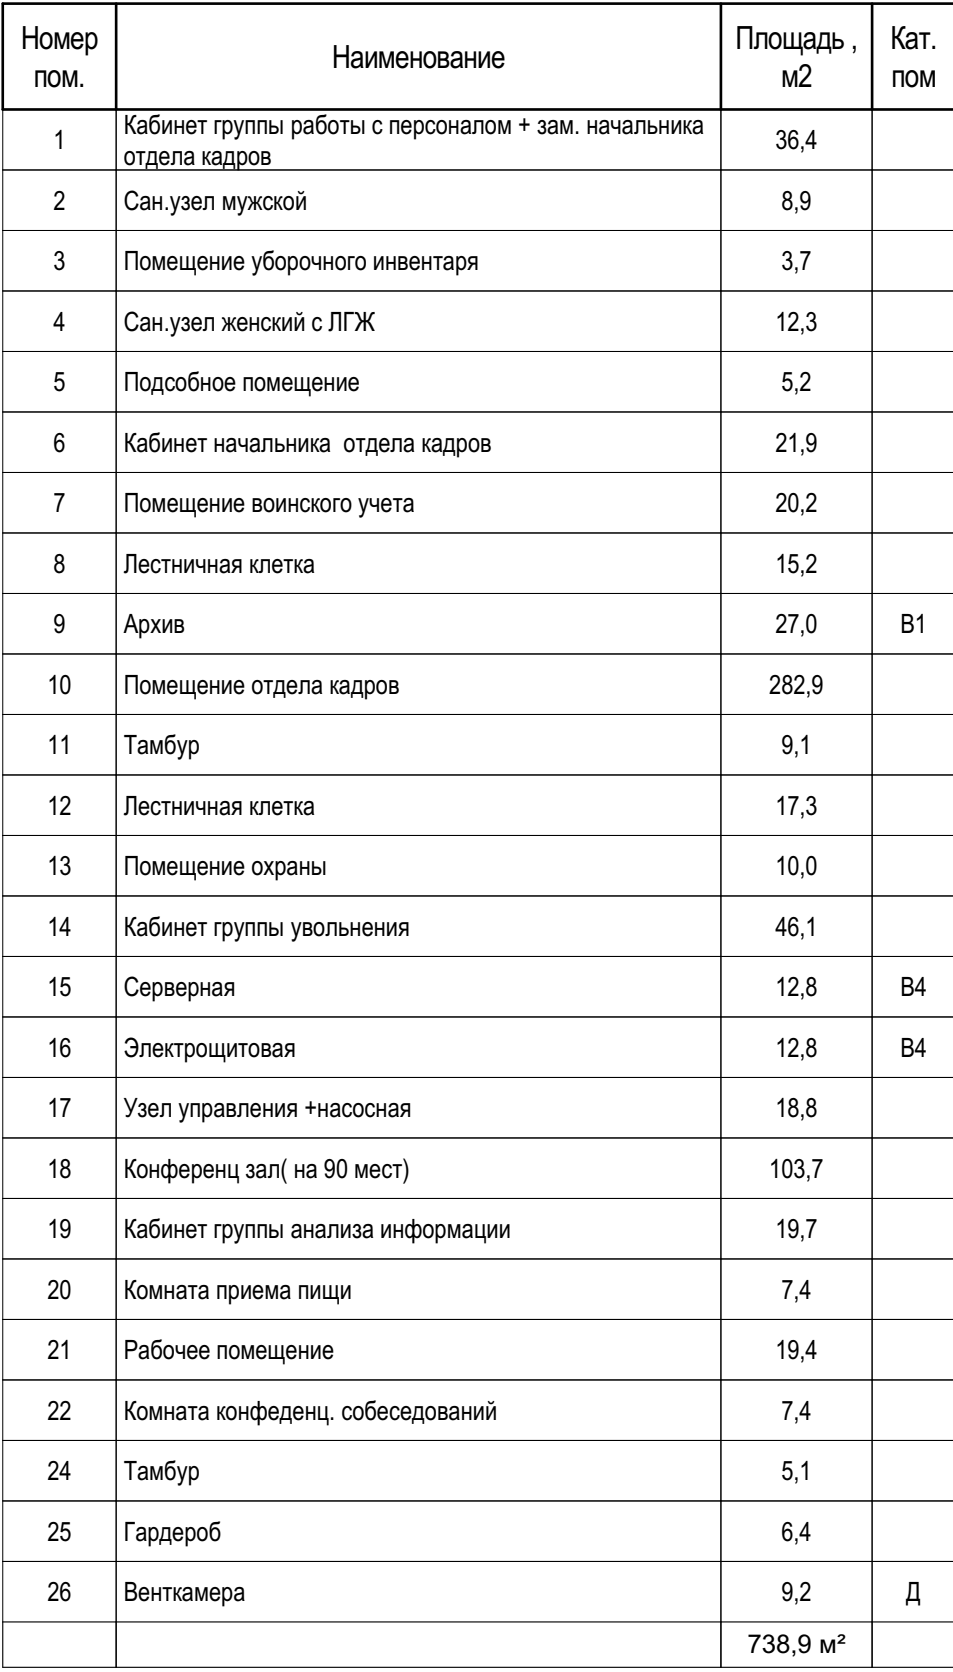 Номер пом. Наименование Площадь , м2 Кат. пом
1 Кабинет группы работы с персоналом + зам. начальника отдела кадров 36,4
2 Сан.узел мужской 8,9
3 Помещение уборочного инвентаря 3,7
4 Сан.узел женский с ЛГЖ 12,3
5 Подсобное помещение 5,2
6 Кабинет начальника отдела кадров 21,9
7 Помещение воинского учета 20,2
8 Лестничная клетка 15,2
9 Архив 27,0 В1
10 Помещение отдела кадров 282,9
11 Тамбур 9,1
12 Лестничная клетка 17,3
13 Помещение охраны 10,0
14 Кабинет группы увольнения 46,1
15 Серверная 12,8 В4
16 Электрощитовая 12,8 В4
17 Узел управления +насосная 18,8
18 Конференц зал( на 90 мест) 103,7
19 Кабинет группы анализа информации 19,7
20 Комната приема пищи 7,4
21 Рабочее помещение 19,4
22 Комната конфеденц. собеседований 7,4
24 Тамбур 5,1
25 Гардероб 6,4
26 Венткамера 9,2 Д
738,9 м²